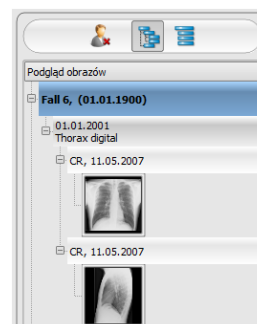 Podgląd obrazów
Fall 6, (01.01.1900)
01.01.2001
Thorax digital
CR, 11.05.2007
CR, 11.05.2007